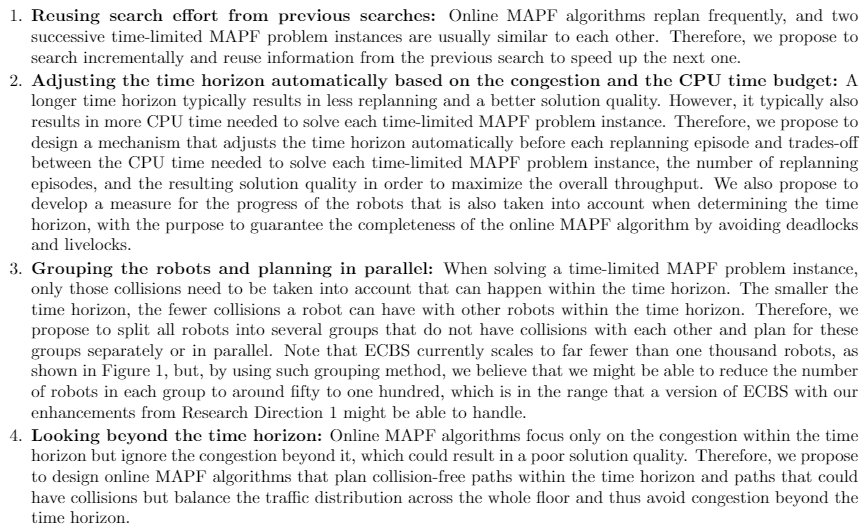 1. Reusing search effort from previous searches: Online MAPF algorithms replan frequently, and two
successive time-limited MAPF problem instances are usually similar to each other. Therefore, we propose to
search incrementally and reuse information from the previous search to speed up the next one.
2. Adjusting the time horizon automatically based on the congestion and the CPU time budget: A
longer time horizon typically results in less replanning and a better solution quality. However, it typically also
results in more CPU time needed to solve each time-limited MAPF problem instance. Therefore, we propose to
design a mechanism that adjusts the time horizon automatically before each replanning episode and trades-off
between the CPU time needed to solve each time-limited MAPF problem instance, the number of replanning
episodes, and the resulting solution quality in order to maximize the overall throughput. We also propose to
develop a measure for the progress of the robots that is also taken into account when determining the time
horizon, with the purpose to guarantee the completeness of the online MAPF algorithm by avoiding deadlocks
and livelocks.
3. Grouping the robots and planning in parallel: When solving a time-limited MAPF problem instance,
only those collisions need to be taken into account that can happen within the time horizon. The smaller the
time horizon, the fewer collisions a robot can have with other robots within the time horizon. Therefore, we
propose to split all robots into several groups that do not have collisions with each other and plan for these
groups separately or in parallel. Note that ECBS currently scales to far fewer than one thousand robots, as
shown in Figure 1, but, by using such grouping method, we believe that we might be able to reduce the number
of robots in each group to around fifty to one hundred, which is in the range that a version of ECBS with our
enhancements from Research Direction 1 might be able to handle.
4. Looking beyond the time horizon: Online MAPF algorithms focus only on the congestion within the time
horizon but ignore the congestion beyond it, which could result in a poor solution quality. Therefore, we propose
to design online MAPF algorithms that plan collision-free paths within the time horizon and paths that could
have collisions but balance the traffic distribution across the whole floor and thus avoid congestion beyond the
time horizon.